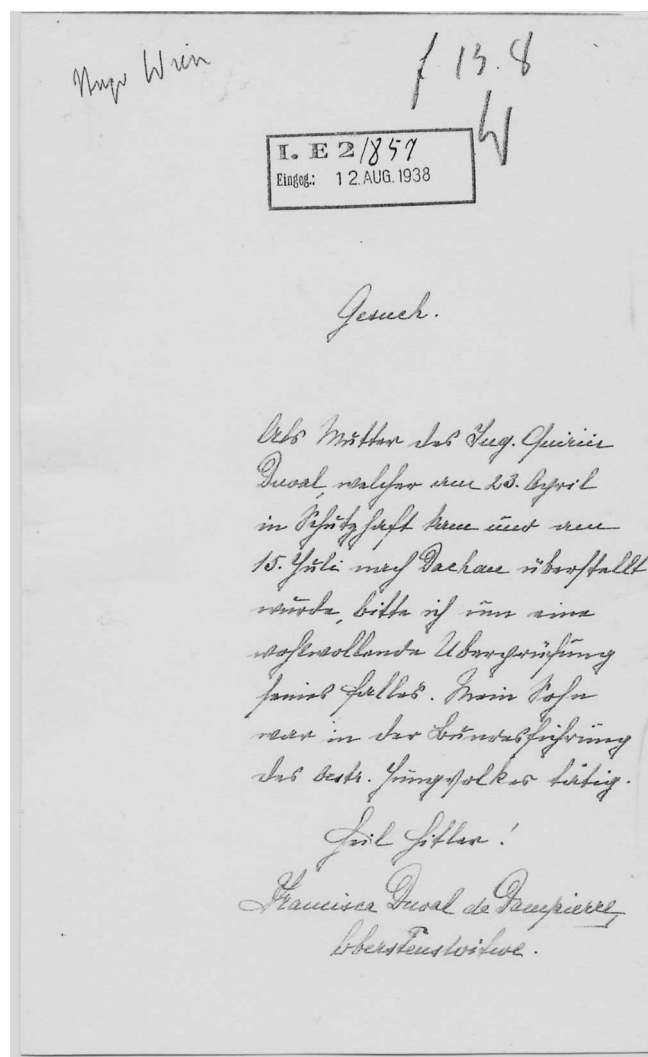 Wien
f 13.8
I. E 2/857
Eingeg.: 12. AUG. 1938
Gesuch.
Als Mutter des Ing. Quirin
Duval, welcher am 23. April
in Schutzhaft kam und am
15. Juli nach Dachau überstellt
wurde, bitte ich um eine
wohlwollende Überprüfung
seines Falles. Mein Sohn
war in der Bundesführung
des Oestr. Jungvolkes tätig.
Heil Hitler!
Francisca Duval de Dampierre,
Oberstenswitwe.